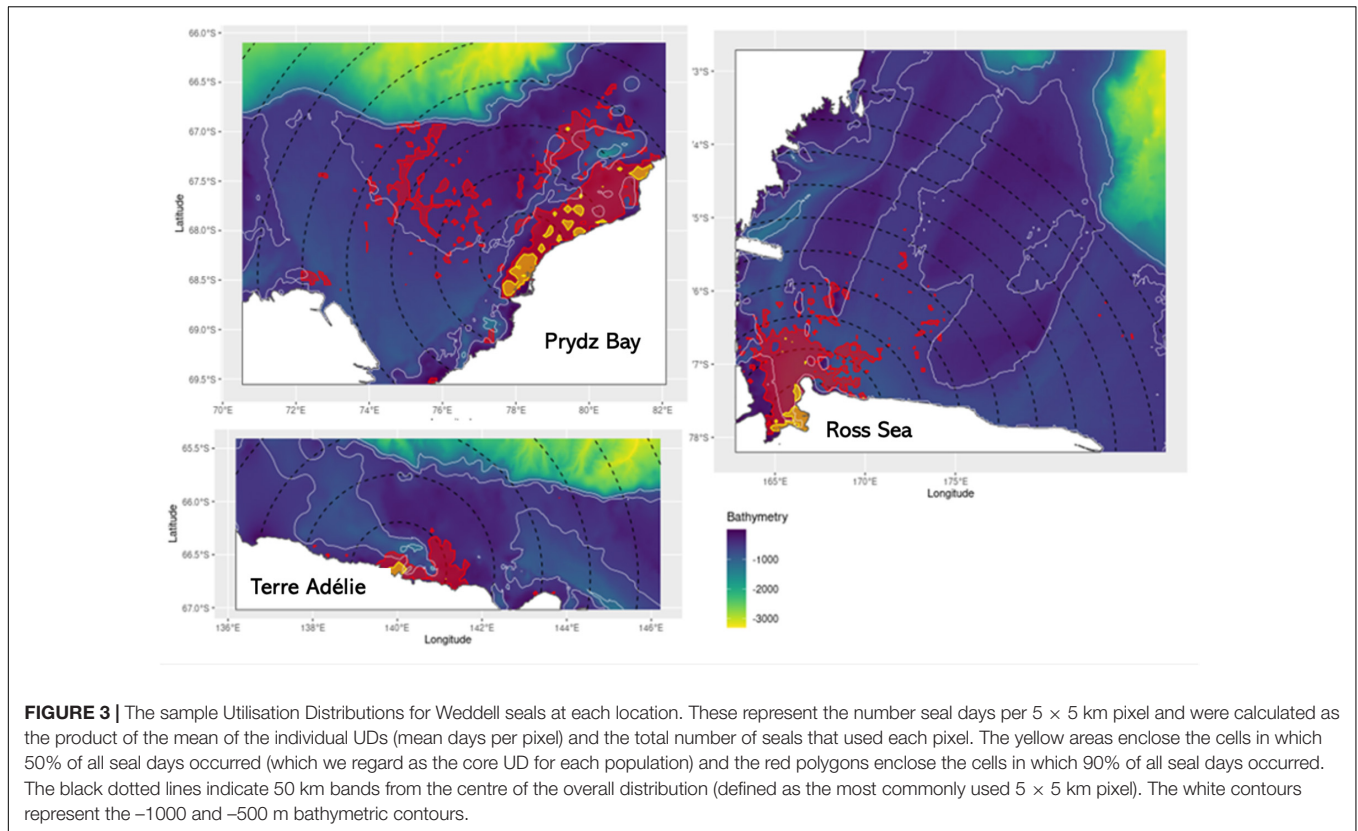 66.0°S
66.5°S
67.0°S
67.5°S
68.0°S
68.5°S
69.0°S
69.5°S
Latitude
Prydz Bay
70°E 72°E 74°E 76°E 78°E 80°E 82°E
'3°S
'4°S
'5°S
'6°S
'7°S
78°S
Ross Sea
165°E 170°E 175°E
Longitude
65.5°S
66.0°S
66.5°S
67.0°S
Latitude
Terre Adélie
136°E 138°E 140°E 142°E 144°E 146°E
Longitude
Bathymetry
-1000
-2000
-3000
FIGURE 3 | The sample Utilisation Distributions for Weddell seals at each location. These represent the number seal days per 5 × 5 km pixel and were calculated as
the product of the mean of the individual UDs (mean days per pixel) and the total number of seals that used each pixel. The yellow areas enclose the cells in which
50% of all seal days occurred (which we regard as the core UD for each population) and the red polygons enclose the cells in which 90% of all seal days occurred.
The black dotted lines indicate 50 km bands from the centre of the overall distribution (defined as the most commonly used 5 × 5 km pixel). The white contours
represent the –1000 and –500 m bathymetric contours.